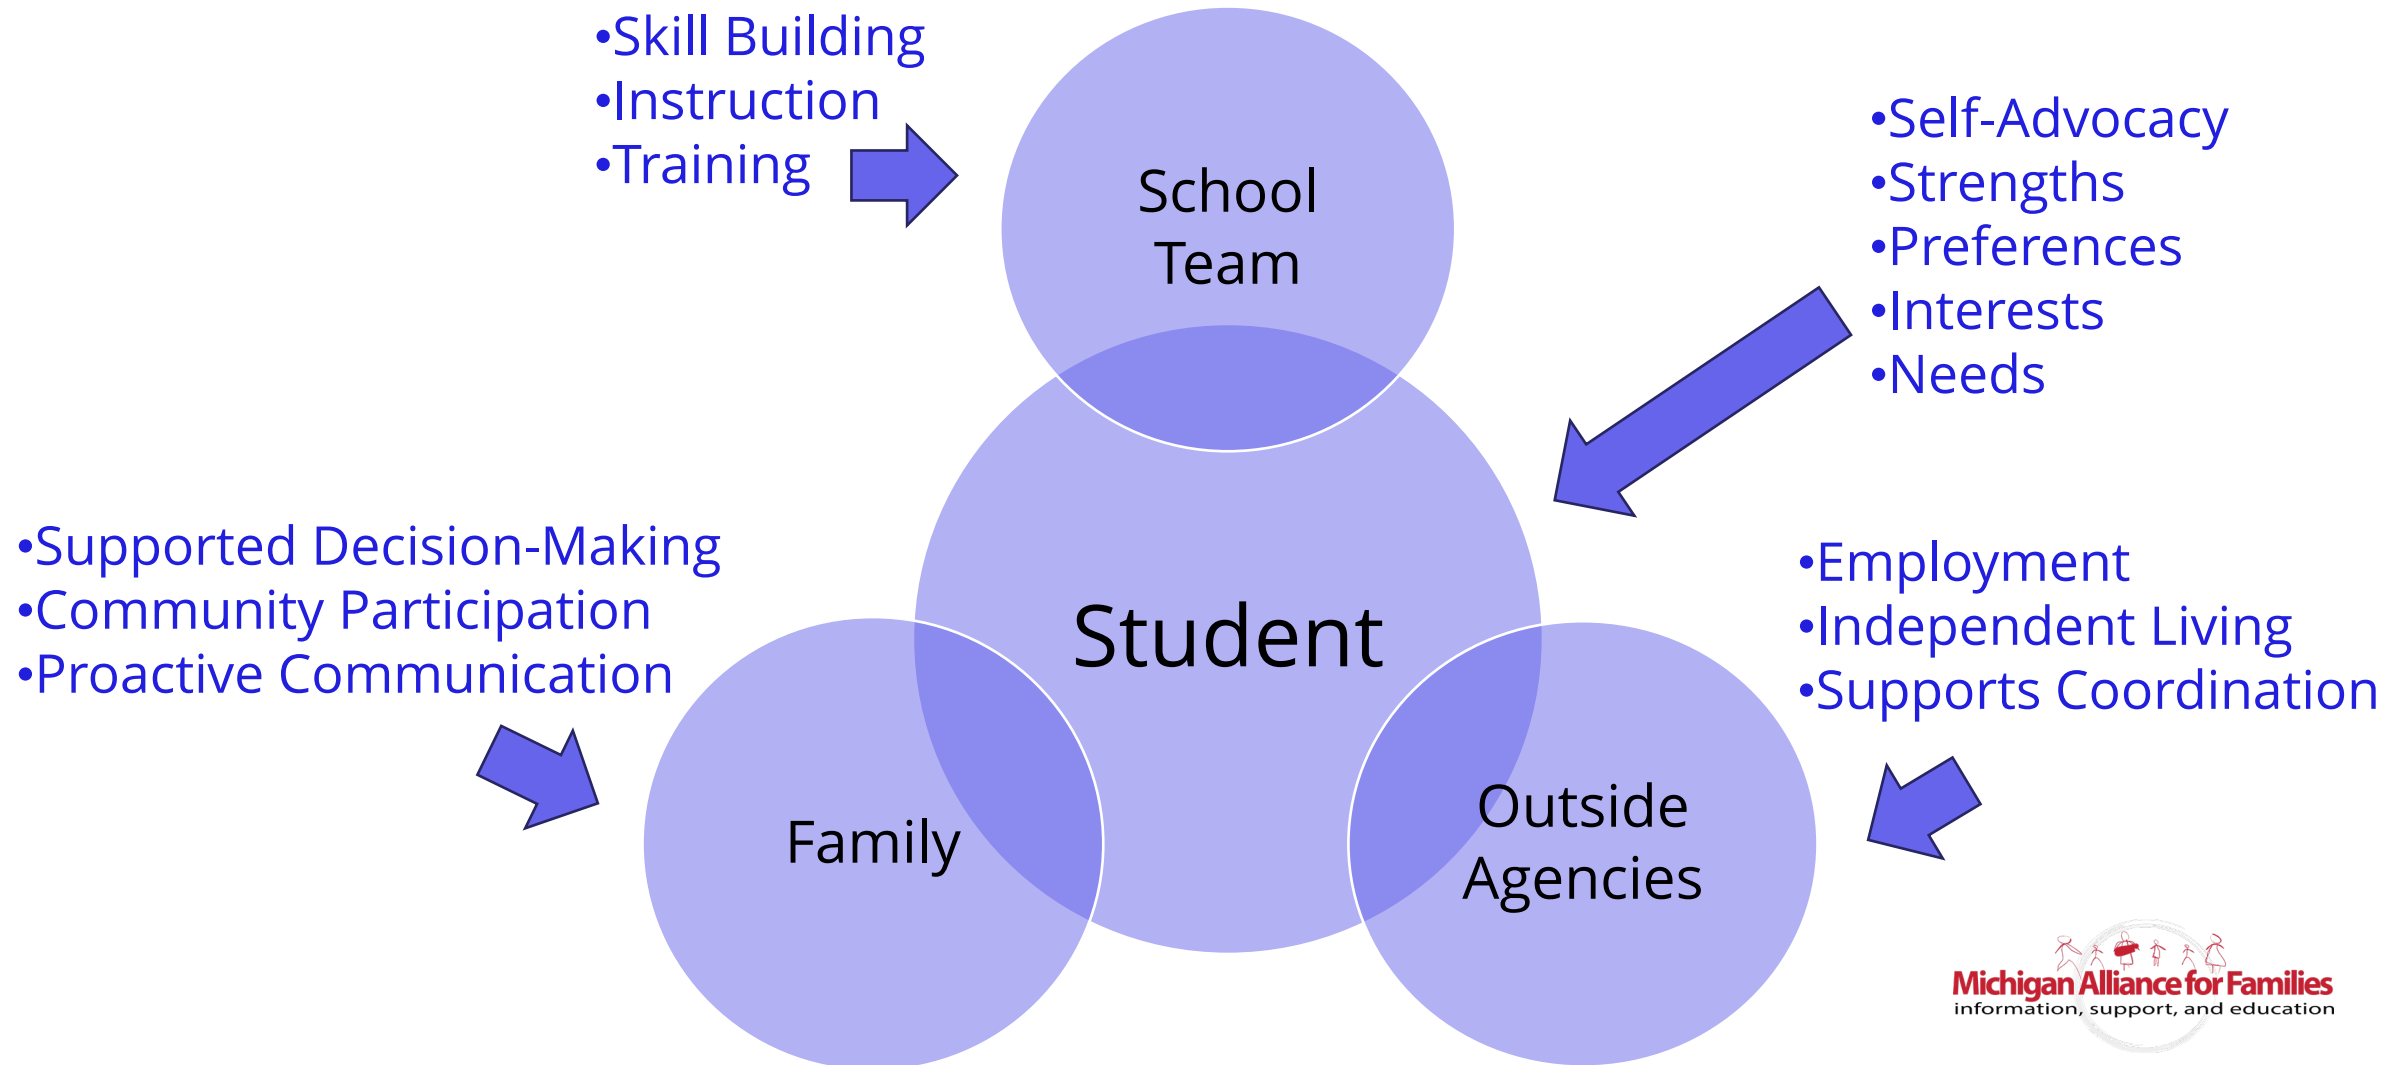 •Skill Building
•Instruction
•Training
School
Team
•Self-Advocacy
•Strengths
•Preferences
•Interests
•Needs
•Supported Decision-Making
•Community Participation
•Proactive Communication
Student
•Employment
•Independent Living
•Supports Coordination
Family
Outside
Agencies
Michigan Alliance for Families
information, support, and education